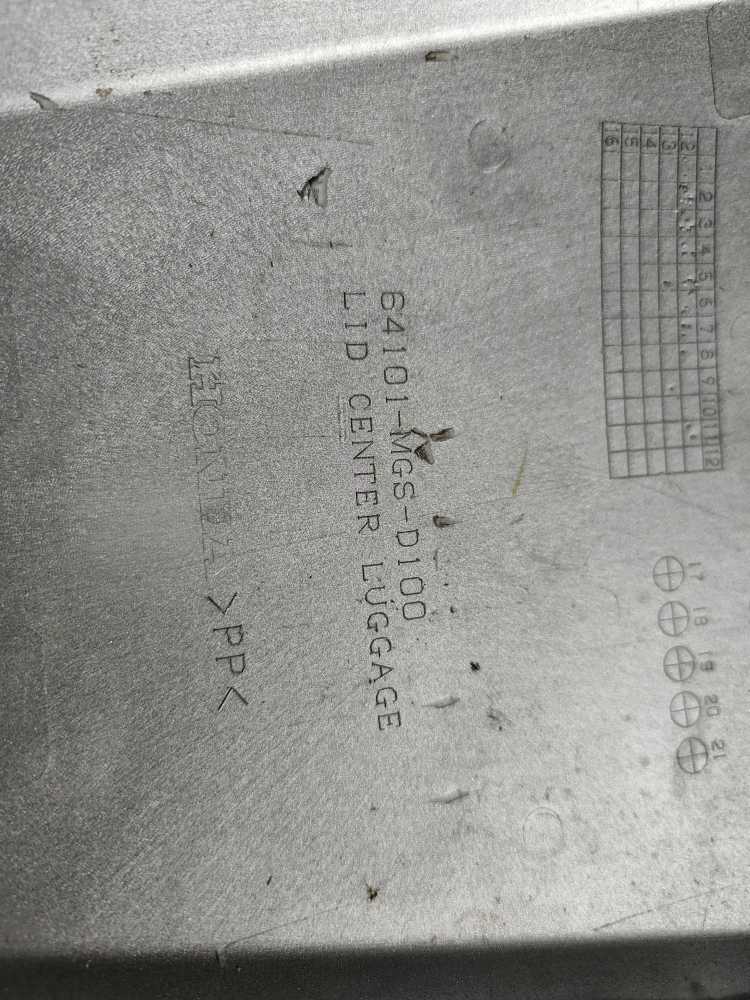 1 2 3 4 5 6 7 8 9 10 11 12
2
3
4
5
6
17 18 19 20 21
64101-MGS-D100
LID CENTER LUGGAGE
HONDA >PP<